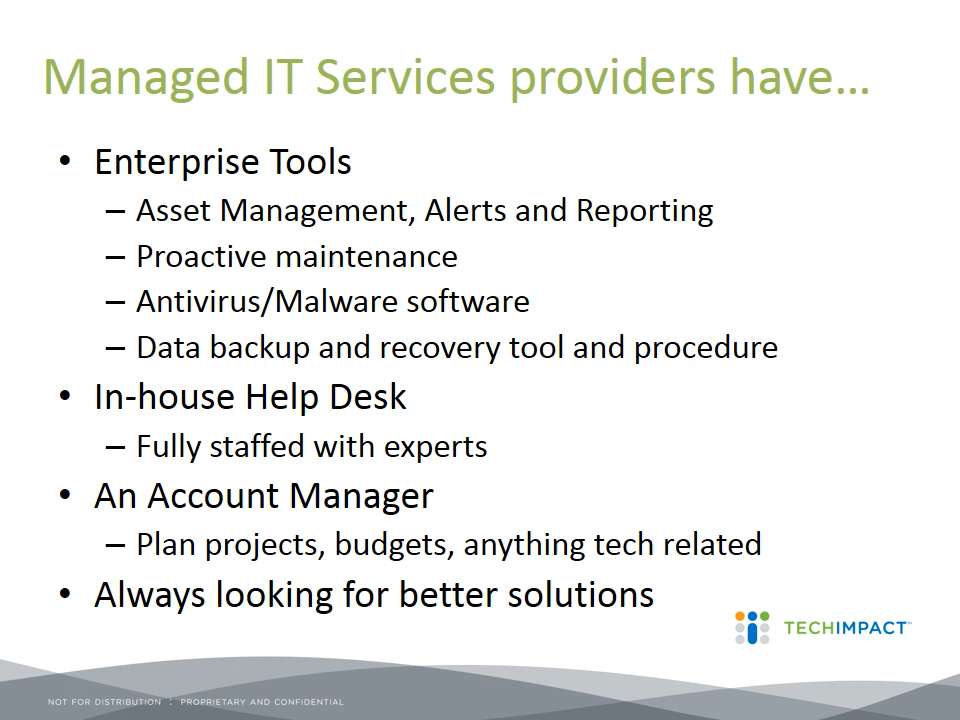 Managed IT Services providers have…
• Enterprise Tools
– Asset Management, Alerts and Reporting
– Proactive maintenance
– Antivirus/Malware software
– Data backup and recovery tool and procedure
• In-house Help Desk
– Fully staffed with experts
• An Account Manager
– Plan projects, budgets, anything tech related
• Always looking for better solutions
TECHIMPACT™
NOT FOR DISTRIBUTION : PROPRIETARY AND CONFIDENTIAL